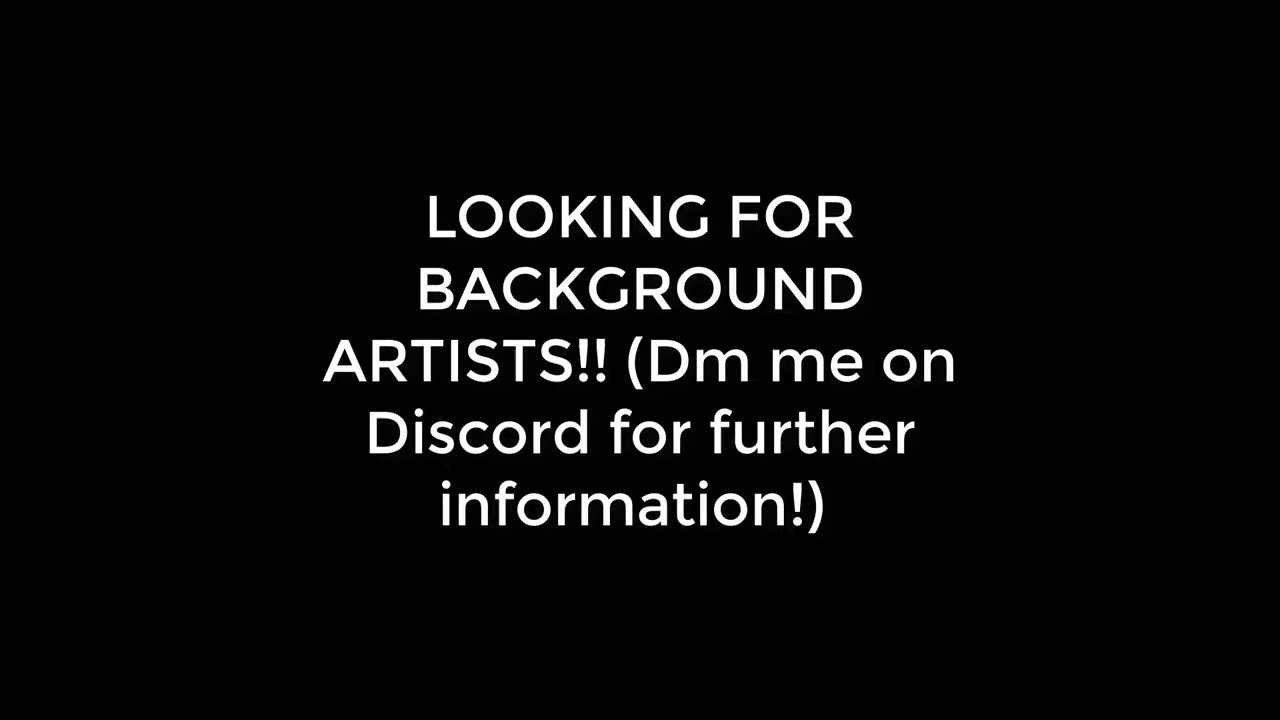 LOOKING FOR
BACKGROUND
ARTISTS!! (Dm me on
Discord for further
information!)